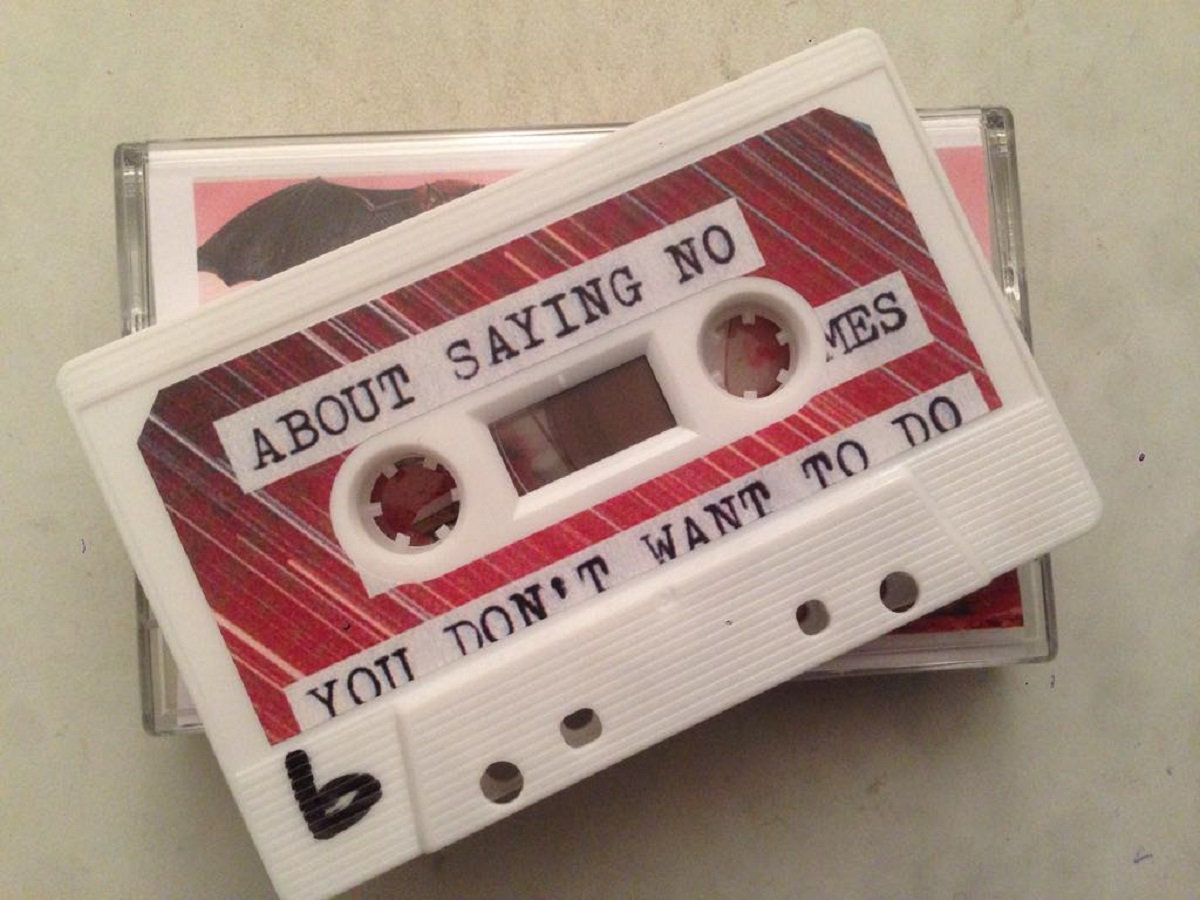 ABOUT SAYING NO
MES
YOU DON'T WANT TO DO
b